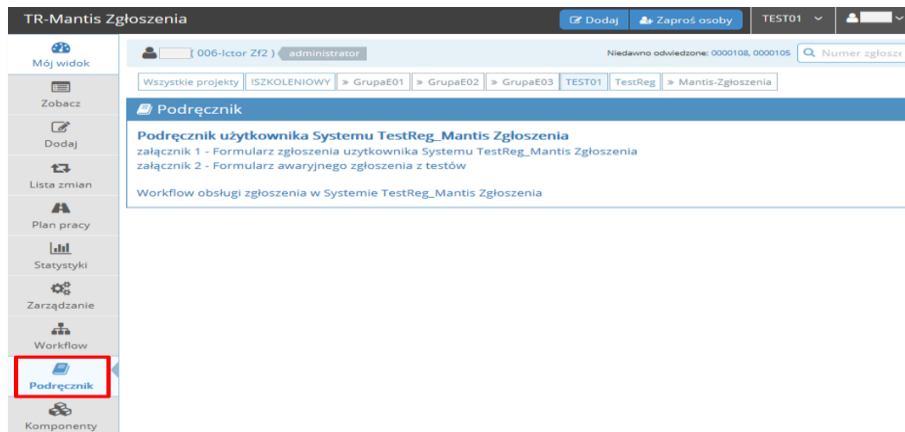 TR-Mantis Zgłoszenia
Dodaj
Zaproś osoby
TEST01
Mój widok
Zobacz
Dodaj
Lista zmian
Plan pracy
Statystyki
Zarządzanie
Workflow
Podręcznik
Komponenty
( 006-Ictor Zf2 ) administrator
Niedawno odwiedzone: 0000108, 0000105
Numer zgłosze
Wszystkie projekty ISZKOLENIOWY » GrupaE01 » GrupaE02 » GrupaE03 TEST01 TestReg » Mantis-Zgłoszenia
Podręcznik
Podręcznik użytkownika Systemu TestReg_Mantis Zgłoszenia
załącznik 1 - Formularz zgłoszenia uzytkownika Systemu TestReg_Mantis Zgłoszenia
załącznik 2 - Formularz awaryjnego zgłoszenia z testów
Workflow obsługi zgłoszenia w Systemie TestReg_Mantis Zgłoszenia